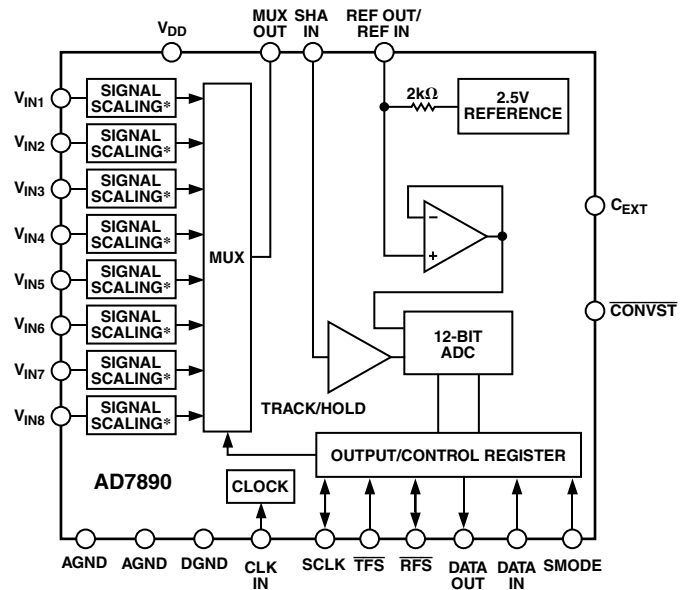 V_DD
MUX OUT
SHA IN
REF OUT/ REF IN
V_IN1
SIGNAL SCALING*
2kΩ
2.5V REFERENCE
V_IN2
SIGNAL SCALING*
V_IN3
SIGNAL SCALING*
C_EXT
V_IN4
SIGNAL SCALING*
MUX
−
+
V_IN5
SIGNAL SCALING*
CONVST
V_IN6
SIGNAL SCALING*
12-BIT ADC
V_IN7
SIGNAL SCALING*
TRACK/HOLD
V_IN8
SIGNAL SCALING*
OUTPUT/CONTROL REGISTER
AD7890
CLOCK
AGND
AGND
DGND
CLK IN
SCLK
TFS
RFS
DATA OUT
DATA IN
SMODE